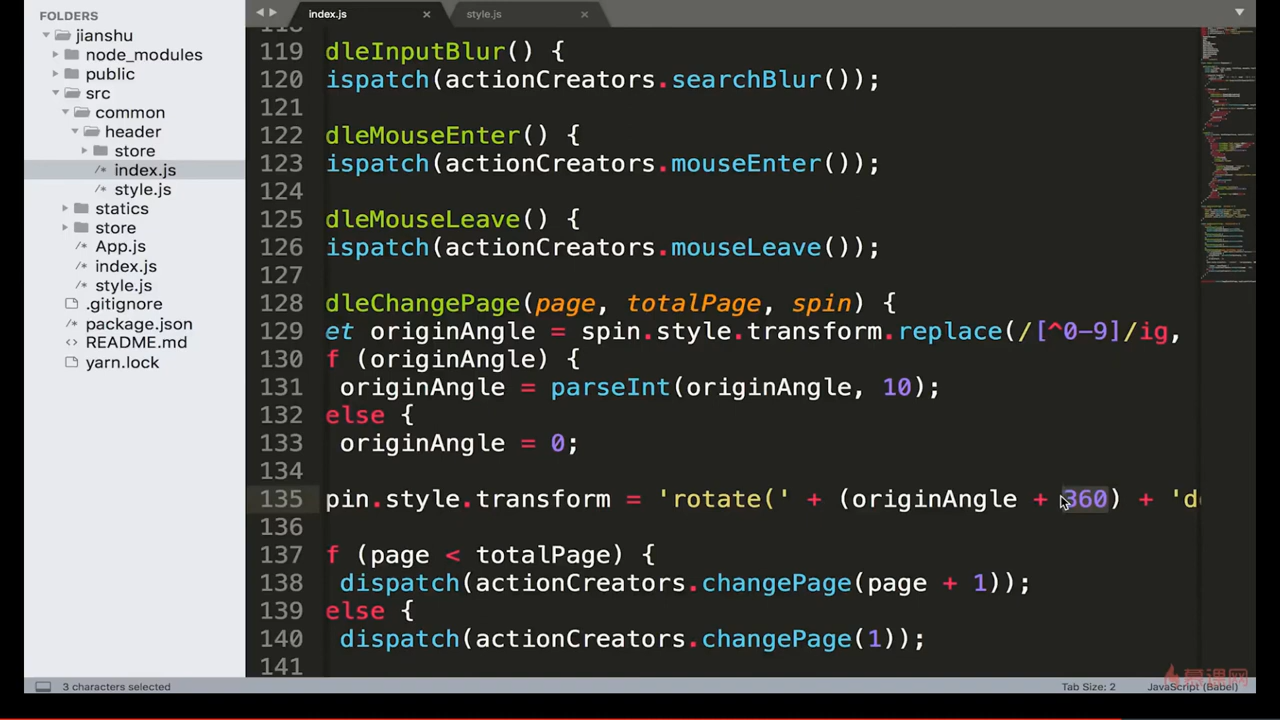 FOLDERS
jianshu
node_modules
public
src
common
header
store
index.js
style.js
statics
store
App.js
index.js
style.js
.gitignore
package.json
README.md
yarn.lock
index.js
style.js
119 dleInputBlur() {
120 ispatch(actionCreators.searchBlur());
121
122 dleMouseEnter() {
123 ispatch(actionCreators.mouseEnter());
124
125 dleMouseLeave() {
126 ispatch(actionCreators.mouseLeave());
127
128 dleChangePage(page, totalPage, spin) {
129 et originAngle = spin.style.transform.replace(/[^0-9]/ig,
130 f (originAngle) {
131 originAngle = parseInt(originAngle, 10);
132 else {
133 originAngle = 0;
134
135 pin.style.transform = 'rotate(' + (originAngle + 360) + 'd
136
137 f (page < totalPage) {
138 dispatch(actionCreators.changePage(page + 1));
139 else {
140 dispatch(actionCreators.changePage(1));
141
慕课网
3 characters selected
Tab Size: 2
JavaScript (Babel)